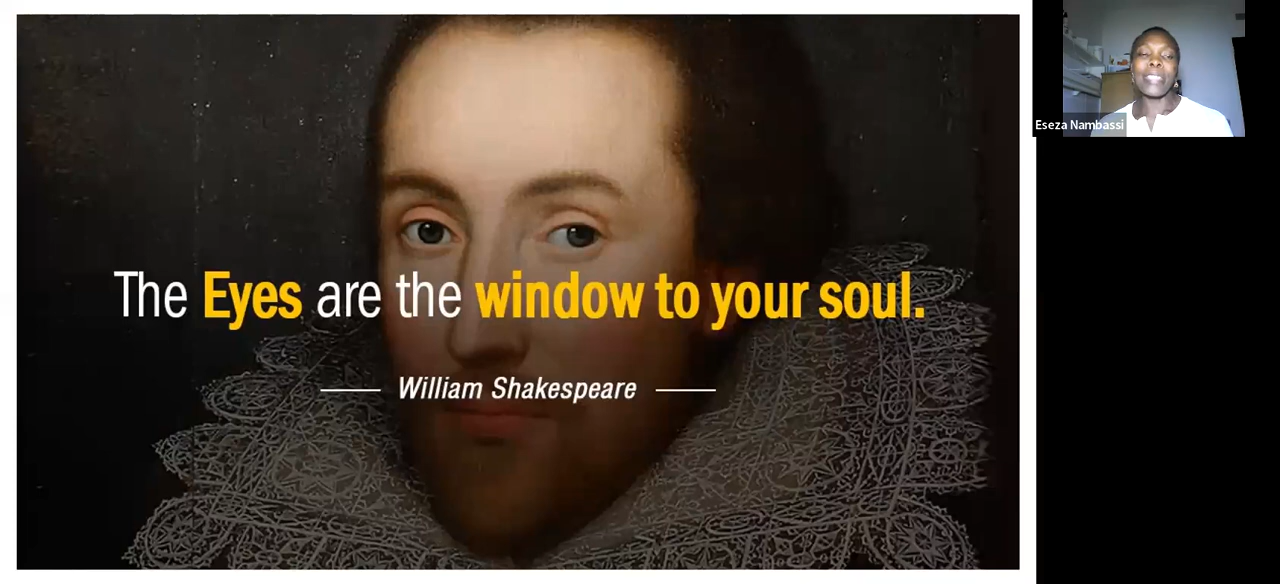 The Eyes are the window to your soul.
William Shakespeare
Eseza Nambassi